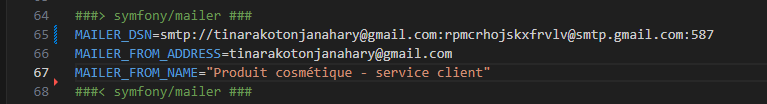 64 ###> symfony/mailer ###
65 MAILER_DSN=smtp://tinarakotonjanahary@gmail.com:rpmcrhojskxfrvlv@smtp.gmail.com:587
66 MAILER_FROM_ADDRESS=tinarakotonjanahary@gmail.com
67 MAILER_FROM_NAME="Produit cosmétique - service client"
68 ###< symfony/mailer ###